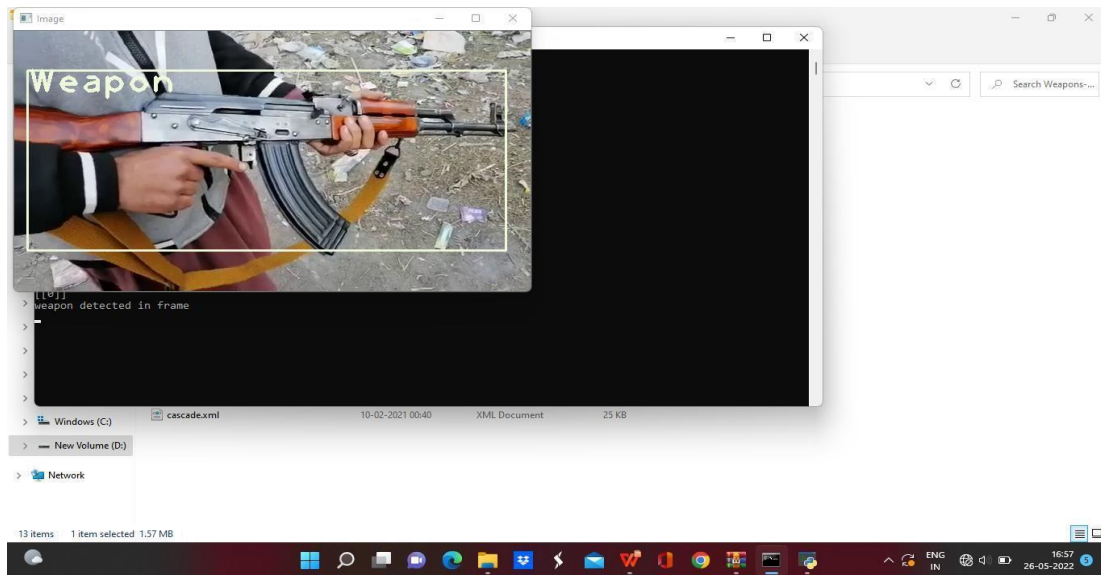 Image
Weapon
Search Weapons-...
[[0]]
weapon detected in frame
cascade.xml 10-02-2021 00:40 XML Document 25 KB
Windows (C:)
New Volume (D:)
Network
13 items 1 item selected 1.57 MB
ENG 16:57
IN 26-05-2022 5